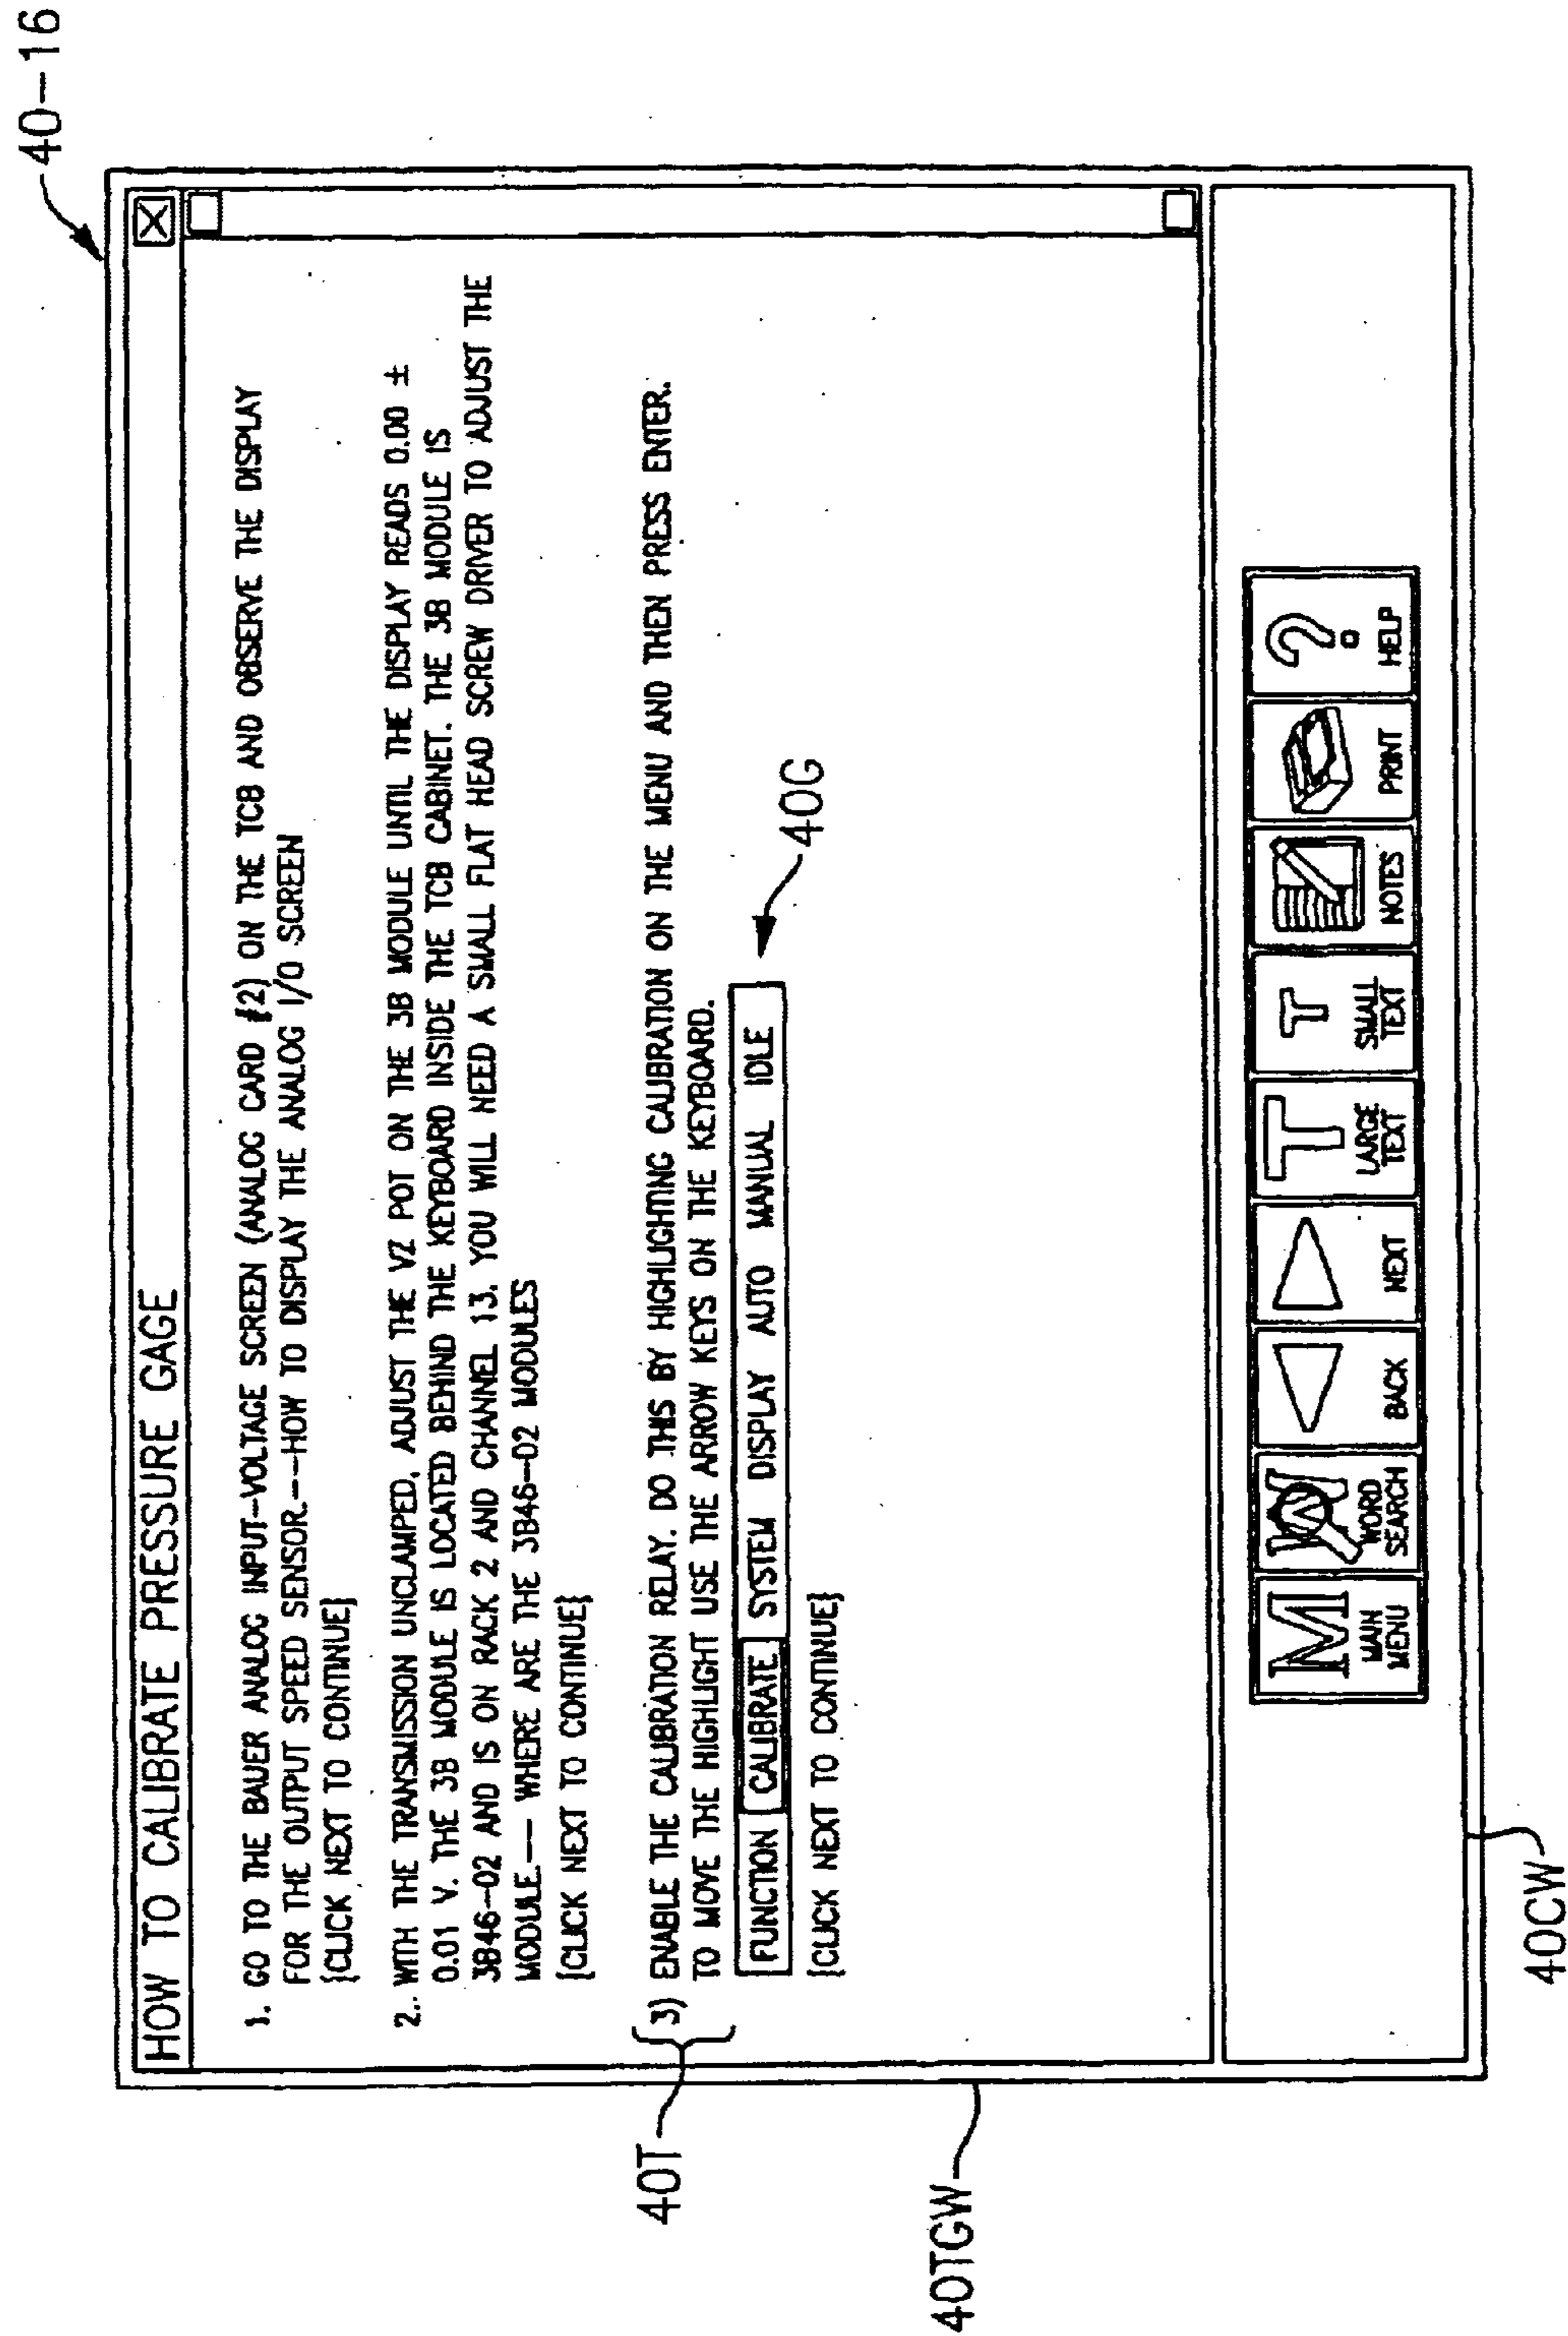 40-16
HOW TO CALIBRATE PRESSURE GAGE
1. GO TO THE BAUER ANALOG INPUT-VOLTAGE SCREEN (ANALOG CARD #2) ON THE TCB AND OBSERVE THE DISPLAY
FOR THE OUTPUT SPEED SENSOR.--HOW TO DISPLAY THE ANALOG I/O SCREEN
[CLICK NEXT TO CONTINUE]
2.. WITH THE TRANSMISSION UNCLAMPED, ADJUST THE VZ POT ON THE 3B MODULE UNTIL THE DISPLAY READS 0.00 ±
0.01 V. THE 3B MODULE IS LOCATED BEHIND THE KEYBOARD INSIDE THE TCB CABINET. THE 3B MODULE IS
3B46-02 AND IS ON RACK 2 AND CHANNEL 13. YOU WILL NEED A SMALL FLAT HEAD SCREW DRIVER TO ADJUST THE
MODULE.-- WHERE ARE THE 3B46-02 MODULES
[CLICK NEXT TO CONTINUE]
40T
3) ENABLE THE CALIBRATION RELAY. DO THIS BY HIGHLIGHTING CALIBRATION ON THE MENU AND THEN PRESS ENTER.
TO MOVE THE HIGHLIGHT USE THE ARROW KEYS ON THE KEYBOARD.
FUNCTION CALIBRATE SYSTEM DISPLAY AUTO MANUAL IDLE
40G
[CLICK NEXT TO CONTINUE]
40TGW
M W T T ?
MAIN MENU
WORD SEARCH
BACK
NEXT
LARGE TEXT
SMALL TEXT
NOTES
PRINT
HELP
40CW